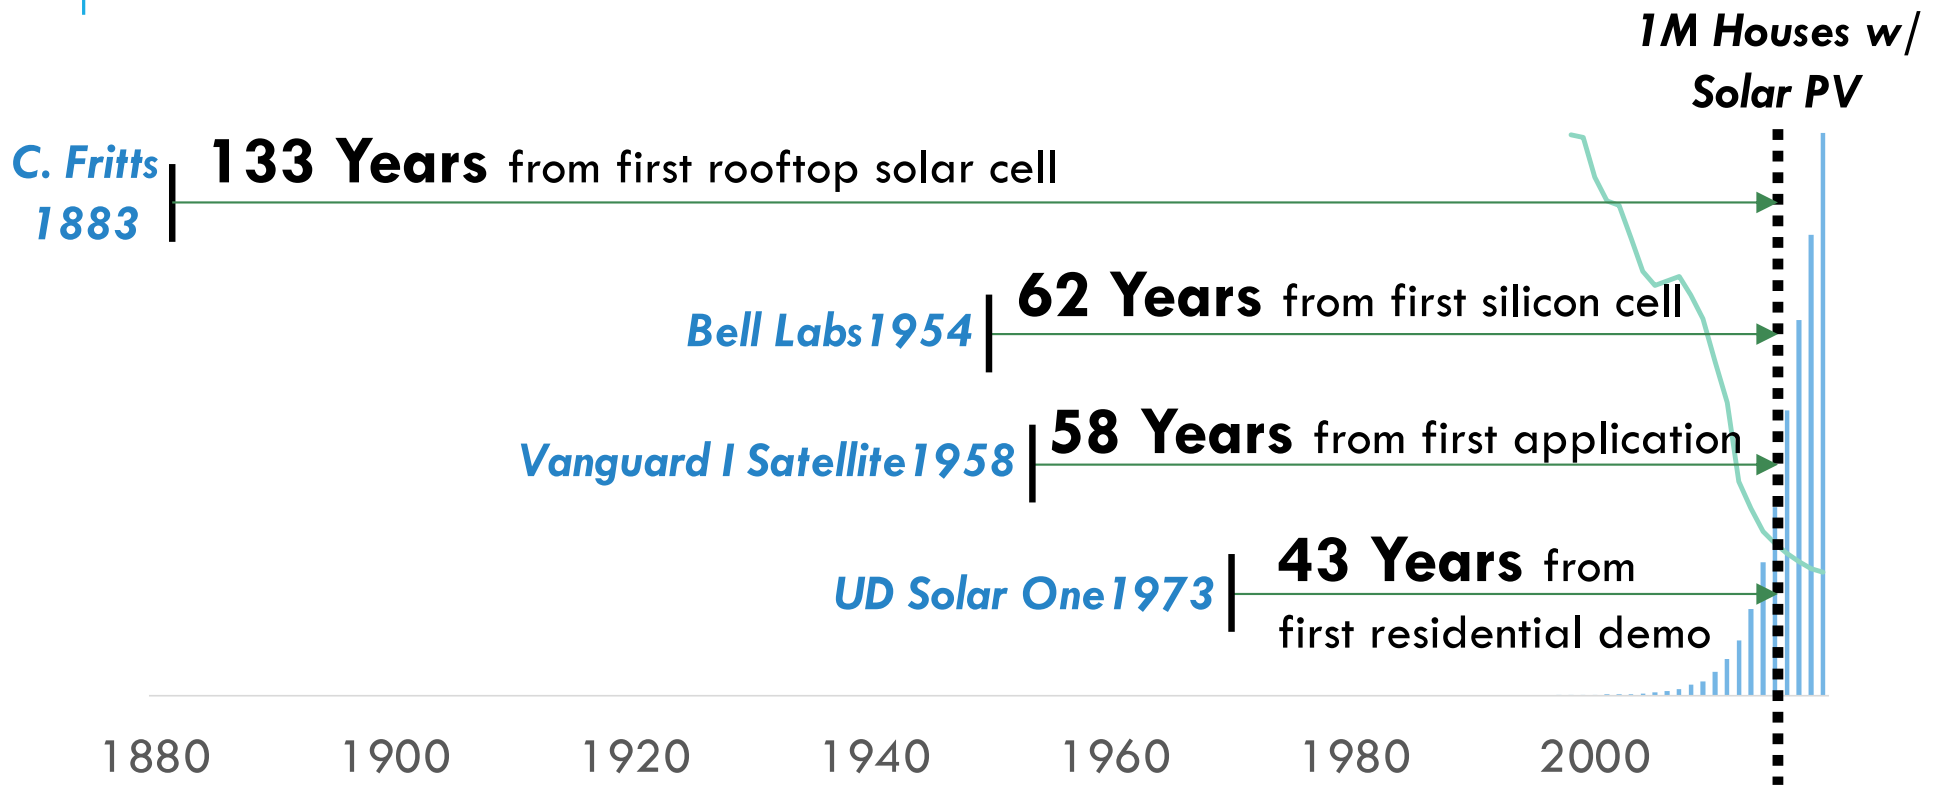 1M Houses w/
Solar PV
C. Fritts
1883
133 Years from first rooftop solar cell
Bell Labs1954
62 Years from first silicon cell
Vanguard I Satellite1958
58 Years from first application
UD Solar One1973
43 Years from
first residential demo
1880 1900 1920 1940 1960 1980 2000